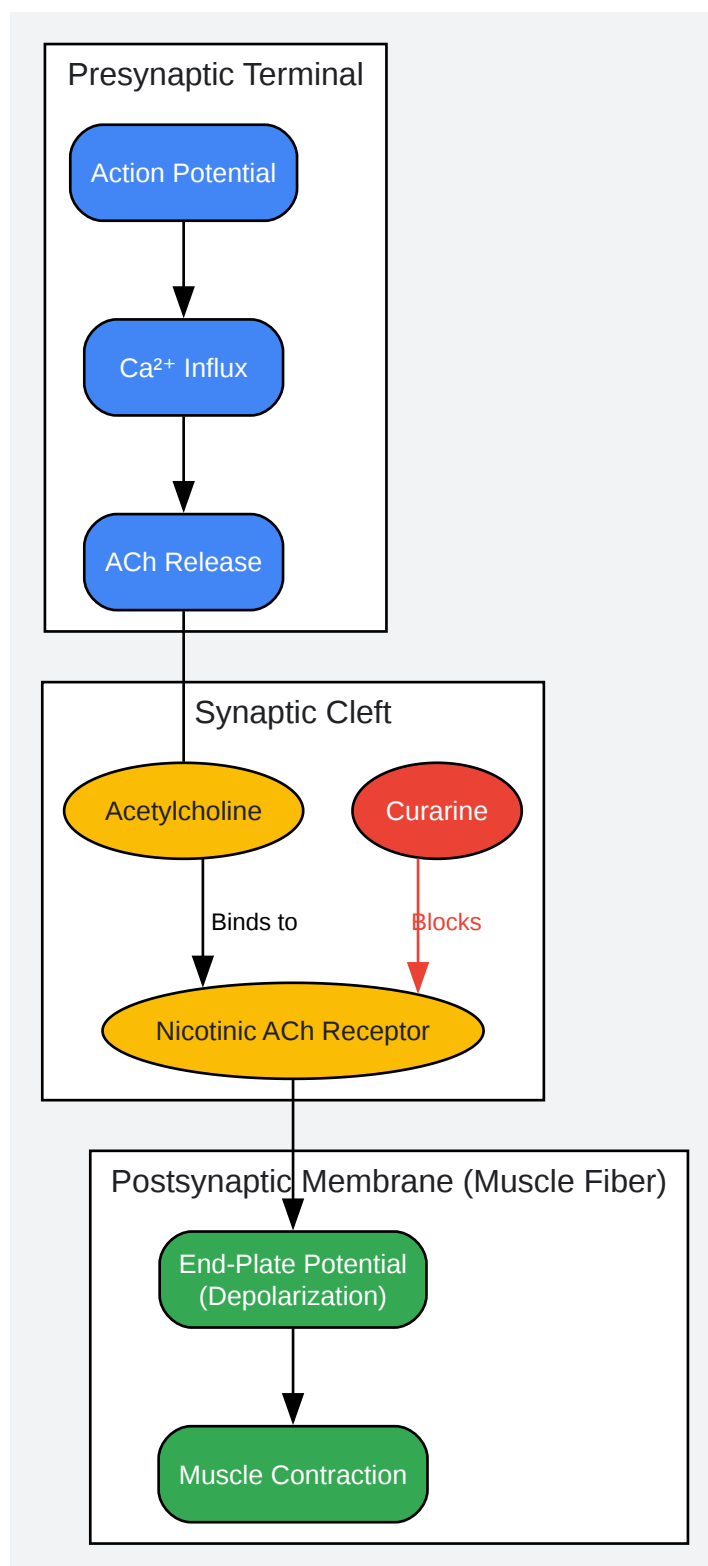 Presynaptic Terminal
Action Potential
Ca²⁺ Influx
ACh Release
Synaptic Cleft
Acetylcholine
Curarine
Binds to
Blocks
Nicotinic ACh Receptor
Postsynaptic Membrane (Muscle Fiber)
End-Plate Potential
(Depolarization)
Muscle Contraction